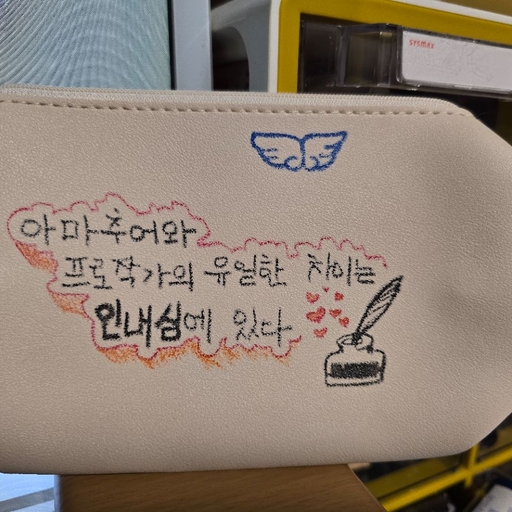 sysmex
아마추어와
프로작가의 유일한 차이는
인내심에 있다